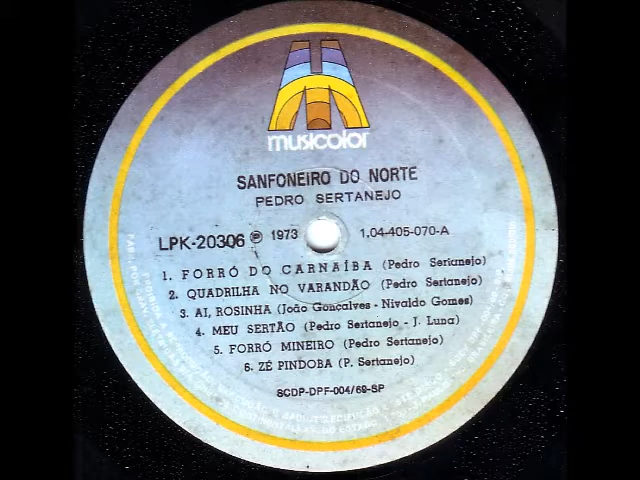 musicolor
SANFONEIRO DO NORTE
PEDRO SERTANEJO
LPK-20306 ℗ 1973 1.04-405-070-A
1. FORRÓ DO CARNAÍBA (Pedro Sertanejo)
2. QUADRILHA NO VARANDÃO (Pedro Sertanejo)
3. AI, ROSINHA (João Gonçalves - Nivaldo Gomes)
4. MEU SERTÃO (Pedro Sertanejo - J. Luna)
5. FORRÓ MINEIRO (Pedro Sertanejo)
6. ZÉ PINDOBA (P. Sertanejo)
SCDP-DPF-004/69-SP